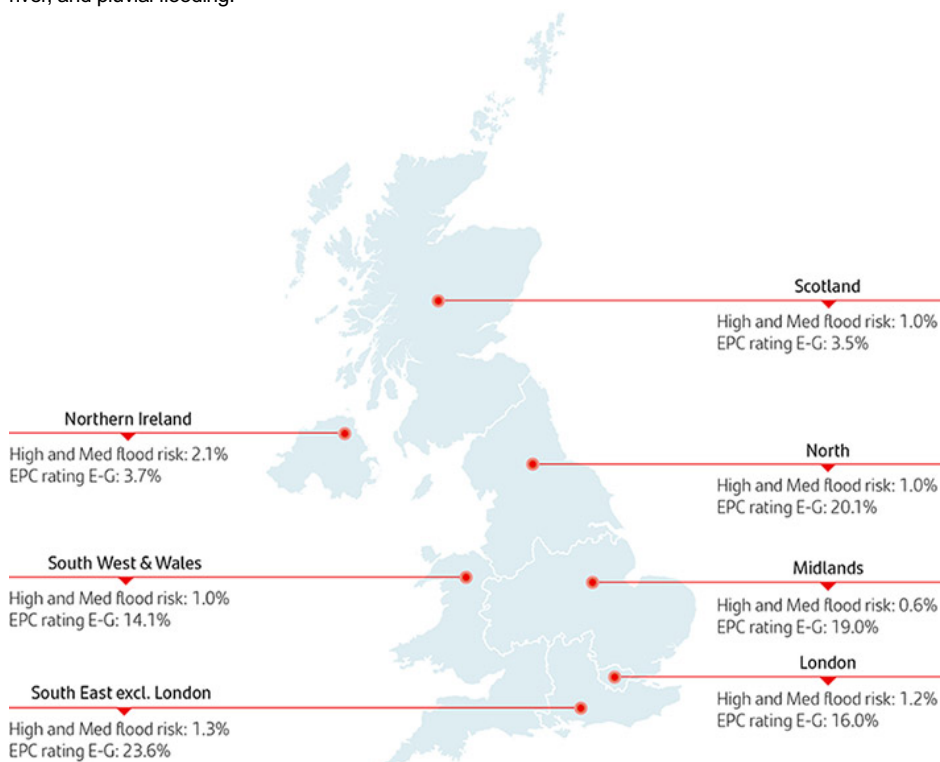 river, and pluvial flooding.
Scotland
High and Med flood risk: 1.0%
EPC rating E-G: 3.5%
Northern Ireland
High and Med flood risk: 2.1%
EPC rating E-G: 3.7%
North
High and Med flood risk: 1.0%
EPC rating E-G: 20.1%
South West & Wales
High and Med flood risk: 1.0%
EPC rating E-G: 14.1%
Midlands
High and Med flood risk: 0.6%
EPC rating E-G: 19.0%
London
High and Med flood risk: 1.2%
EPC rating E-G: 16.0%
South East excl. London
High and Med flood risk: 1.3%
EPC rating E-G: 23.6%